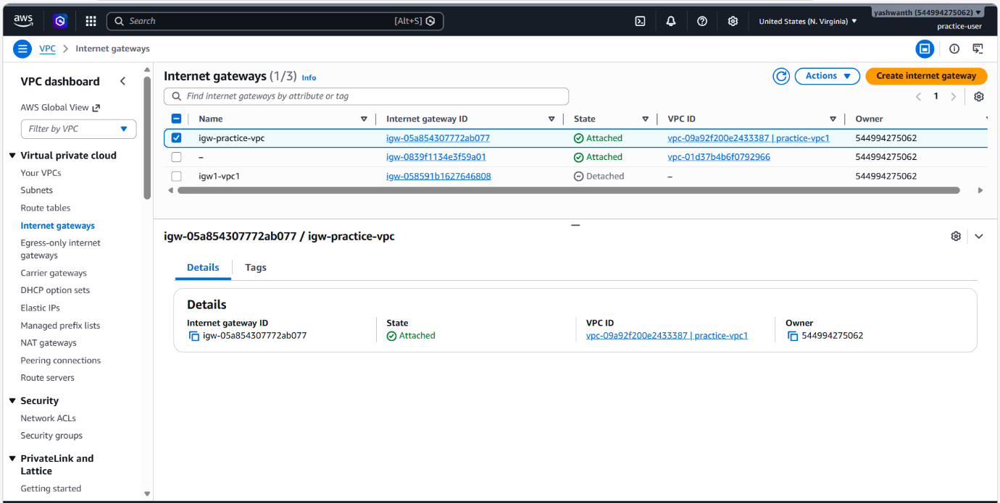 aws
Search [Alt+S]
United States (N. Virginia) ▼
yashwanth (544994275062) ▼
practice-user
VPC > Internet gateways
VPC dashboard
AWS Global View
Filter by VPC
Virtual private cloud
Your VPCs
Subnets
Route tables
Internet gateways
Egress-only internet
gateways
Carrier gateways
DHCP option sets
Elastic IPs
Managed prefix lists
NAT gateways
Peering connections
Route servers
Security
Network ACLs
Security groups
PrivateLink and
Lattice
Getting started
Internet gateways (1/3) Info
Actions ▼
Create internet gateway
Find internet gateways by attribute or tag
1
Name Internet gateway ID State VPC ID Owner
igw-practice-vpc igw-05a854307772ab077 Attached vpc-09a92f200e2433387 | practice-vpc1 544994275062
– igw-0839f1134e3f59a01 Attached vpc-01d37b4b6f0792966 544994275062
igw1-vpc1 igw-058591b1627646808 Detached – 544994275062
igw-05a854307772ab077 / igw-practice-vpc
Details Tags
Details
Internet gateway ID State VPC ID Owner
igw-05a854307772ab077 Attached vpc-09a92f200e2433387 | practice-vpc1 544994275062